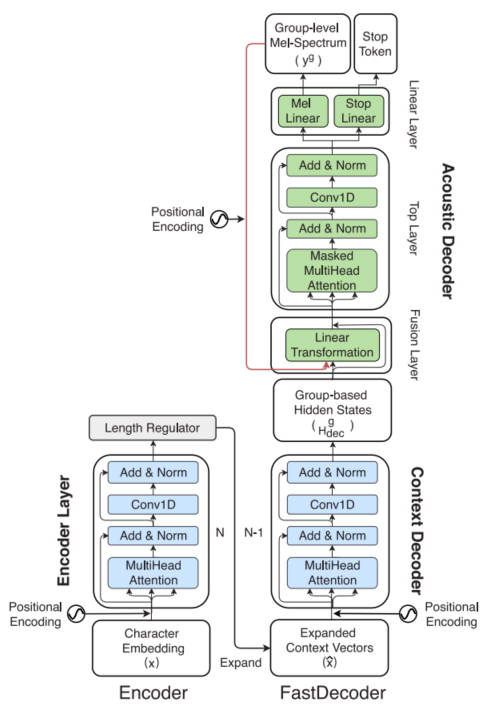 Group-level
Mel-Spectrum
( yᵍ )
Stop
Token
Mel
Linear
Stop
Linear
Linear Layer
Add & Norm
Conv1D
Add & Norm
Masked
MultiHead
Attention
Top Layer
Acoustic Decoder
Positional
Encoding
Linear
Transformation
Fusion Layer
Group-based
Hidden States
( H_dec^g )
Length Regulator
Add & Norm
Conv1D
Add & Norm
MultiHead
Attention
Encoder Layer
N
N-1
Add & Norm
Conv1D
Add & Norm
MultiHead
Attention
Context Decoder
Positional
Encoding
Positional
Encoding
Character
Embedding
(x)
Expand
Expanded
Context Vectors
(x̂)
Encoder
FastDecoder